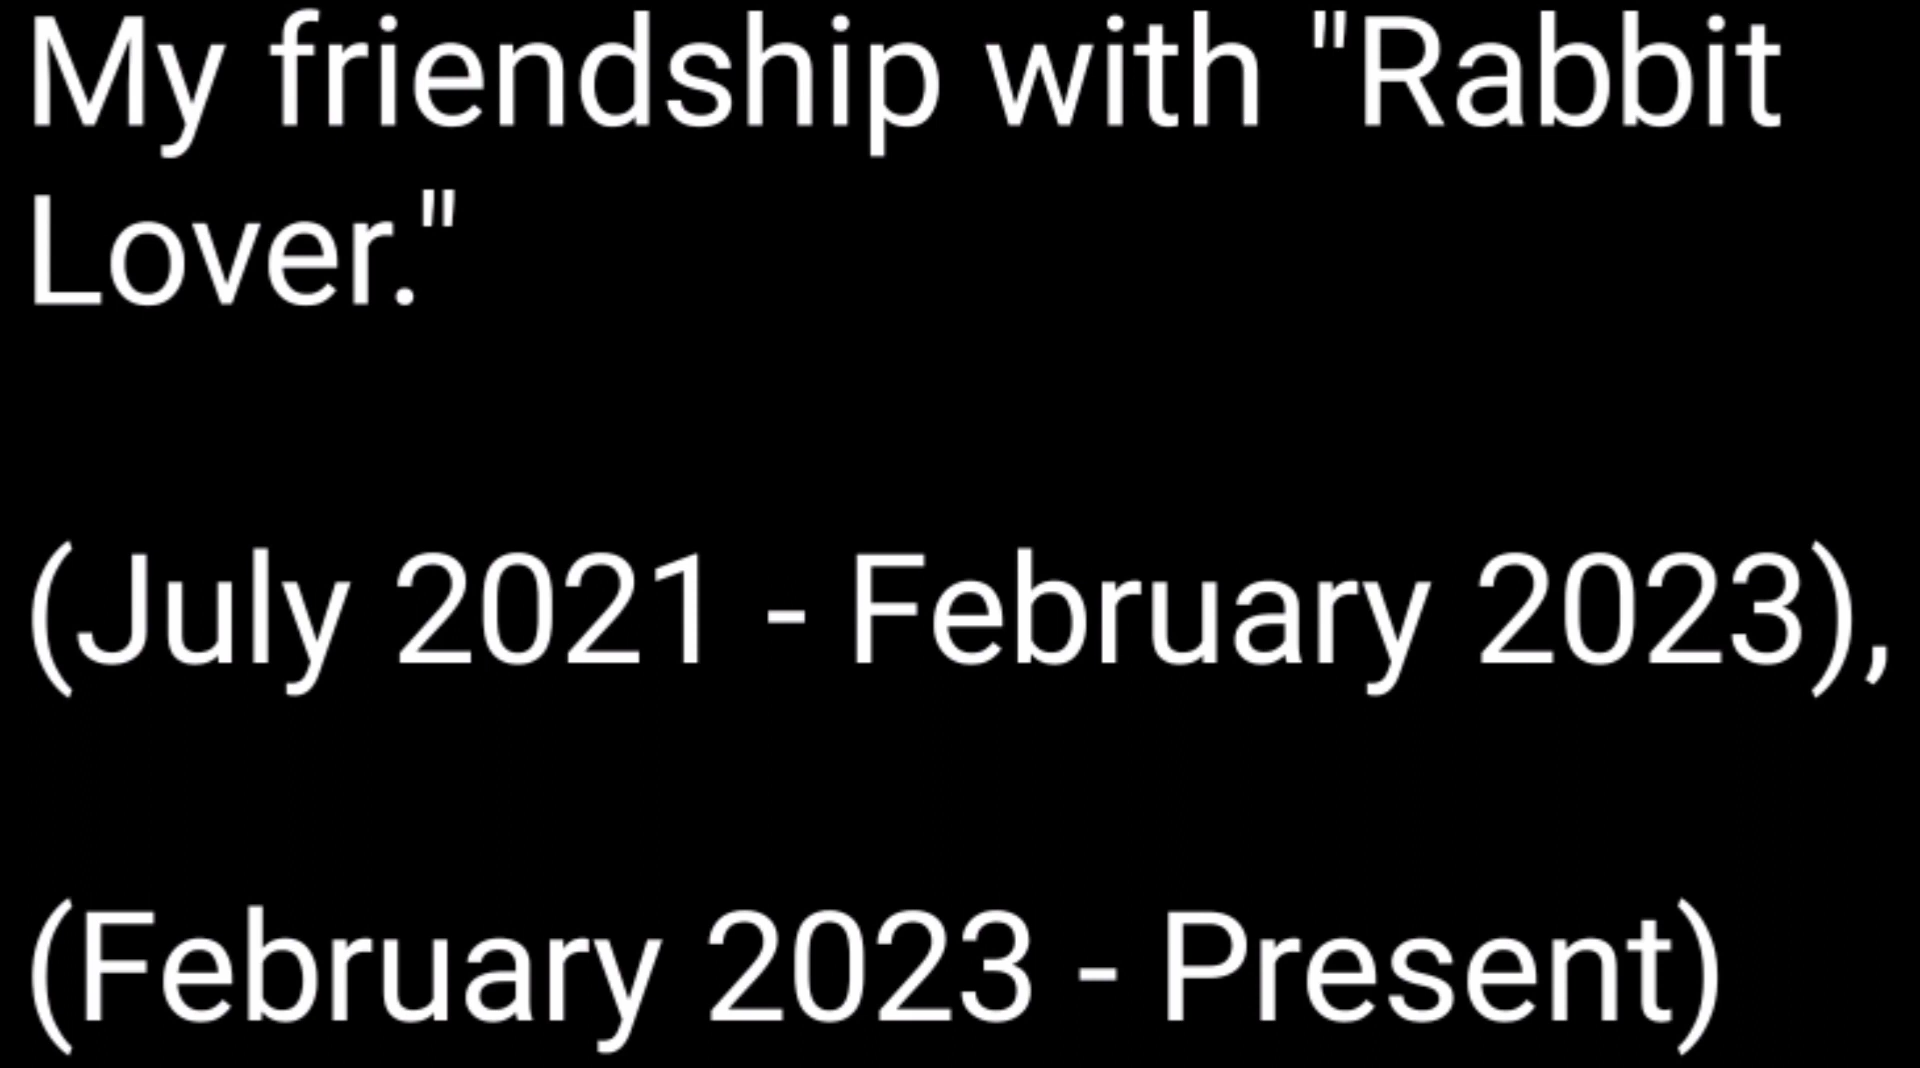 My friendship with "Rabbit
Lover."
(July 2021 - February 2023),
(February 2023 - Present)